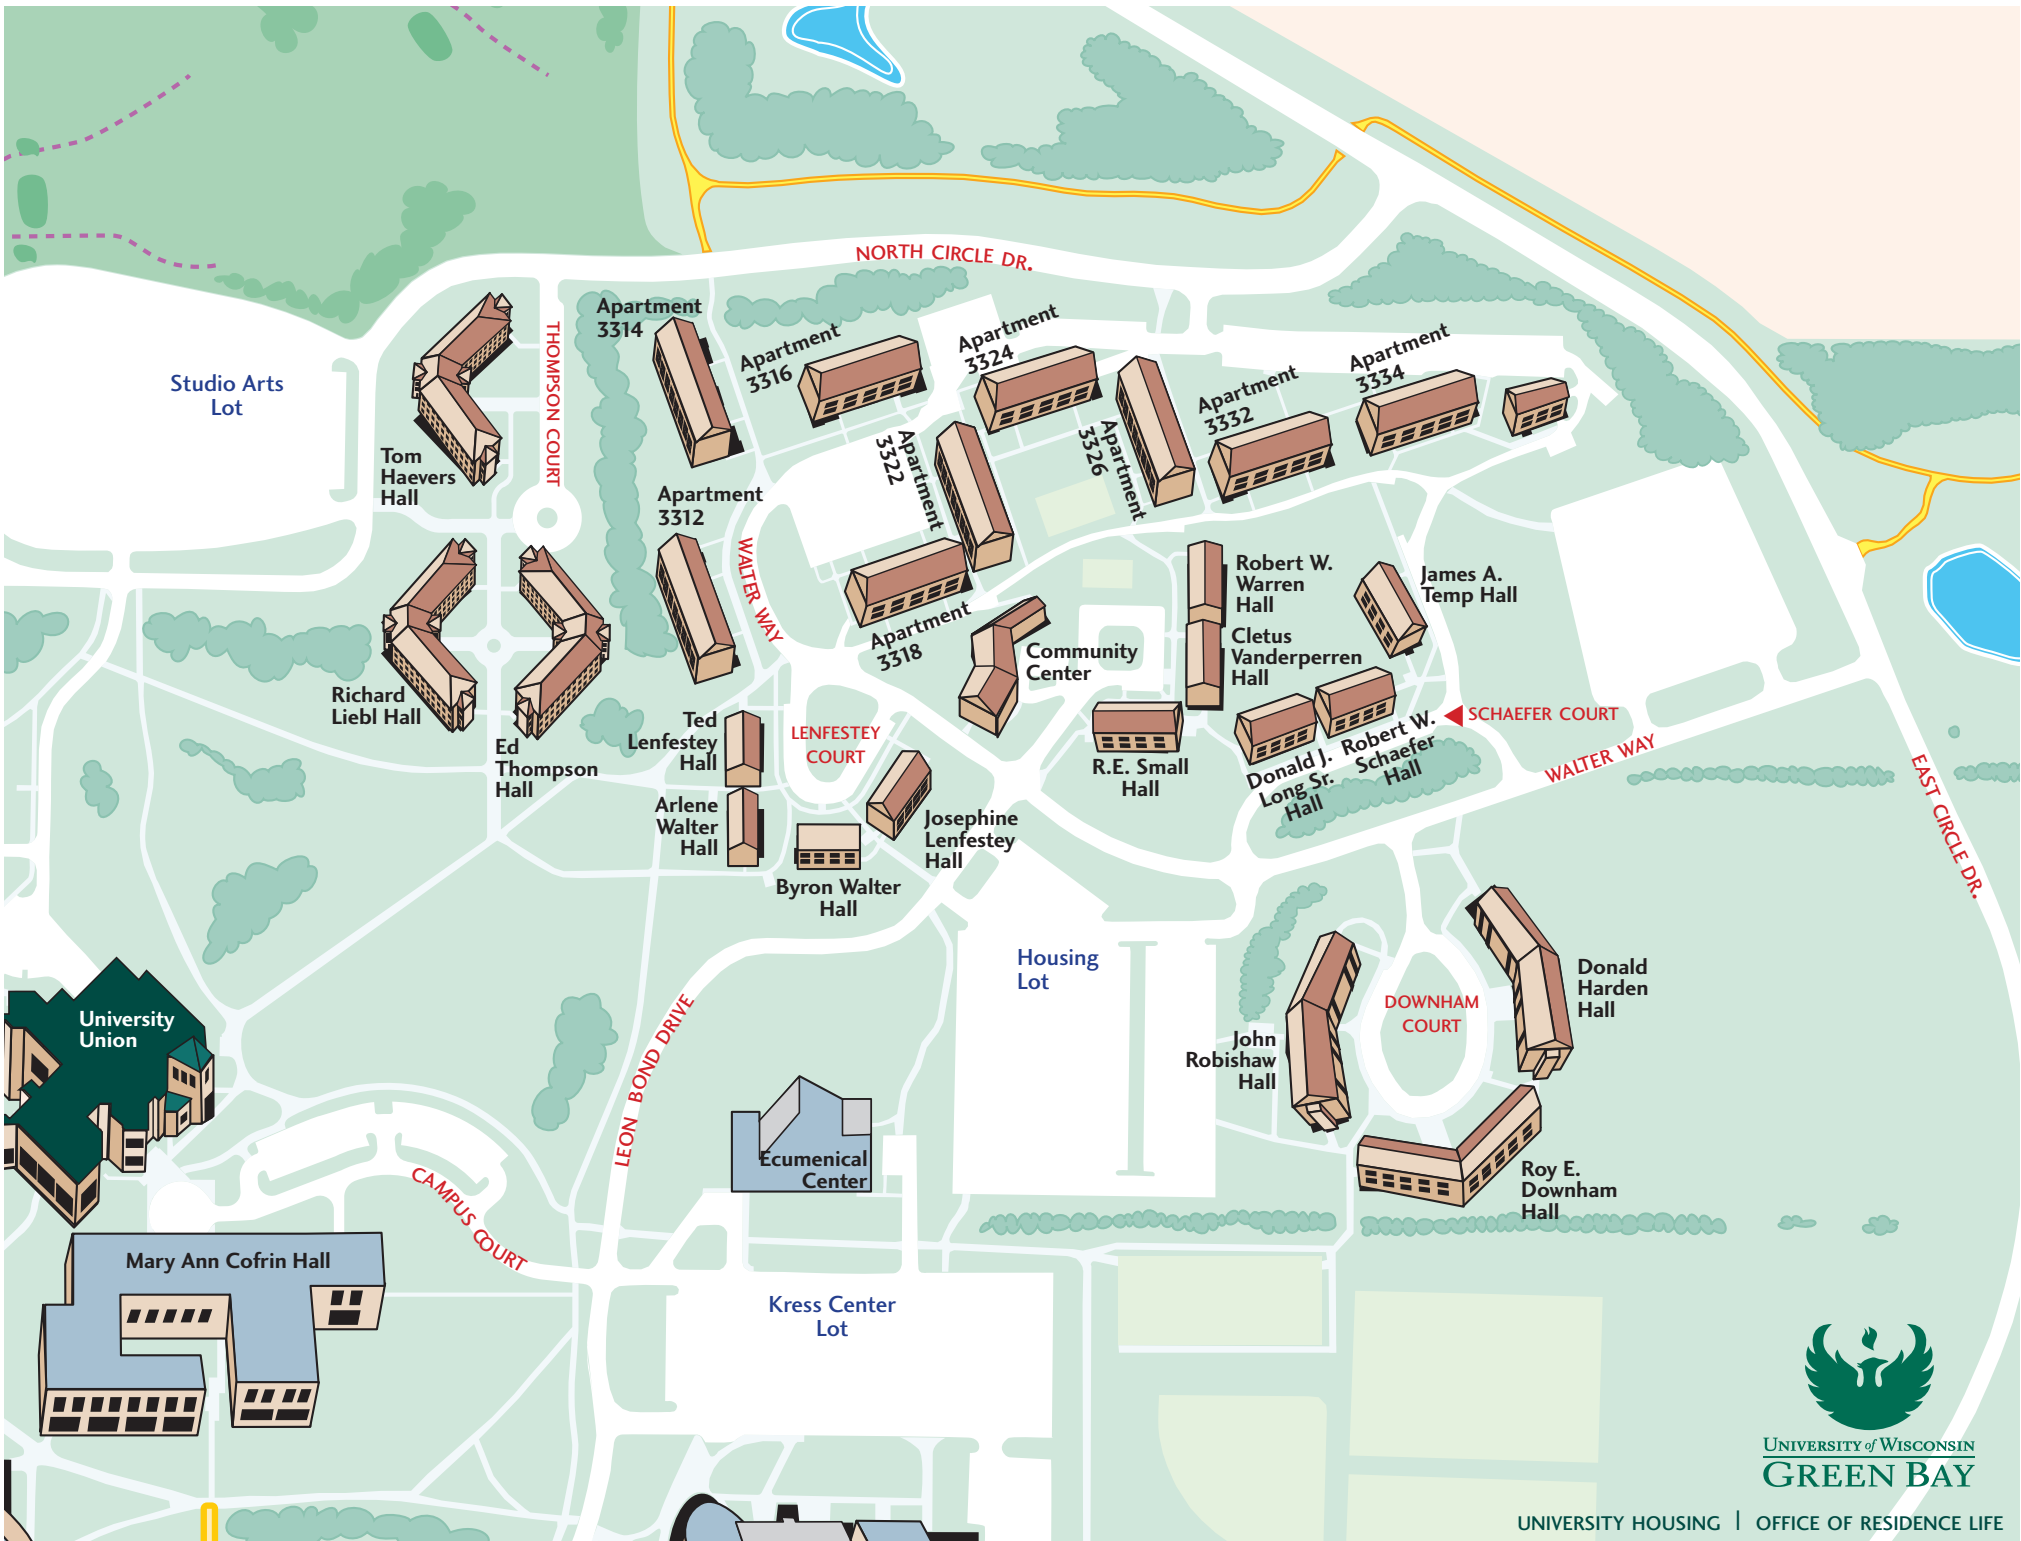 NORTH CIRCLE DR.
Apartment
3314
THOMPSON COURT
Apartment
3316
Apartment
3324
Apartment
3334
Studio Arts
Lot
Apartment
3332
Tom
Haevers
Hall
Apartment
3322
Apartment
3326
Apartment
3312
WALTER WAY
Robert W.
Warren
Hall
James A.
Temp Hall
Apartment
3318
Community
Center
Cletus
Vanderperren
Hall
Richard
Liebl Hall
Ed
Thompson
Hall
Ted
Lenfestey
Hall
LENFESTEY
COURT
SCHAEFER COURT
Robert W.
Schaefer
Hall
Donald J.
Long Sr.
Hall
R.E. Small
Hall
WALTER WAY
EAST CIRCLE DR.
Arlene
Walter
Hall
Josephine
Lenfestey
Hall
Byron Walter
Hall
Housing
Lot
Donald
Harden
Hall
DOWNHAM
COURT
University
Union
LEON BOND DRIVE
John
Robishaw
Hall
Ecumenical
Center
Roy E.
Downham
Hall
CAMPUS COURT
Mary Ann Cofrin Hall
Kress Center
Lot
UNIVERSITY of WISCONSIN
GREEN BAY
UNIVERSITY HOUSING | OFFICE OF RESIDENCE LIFE